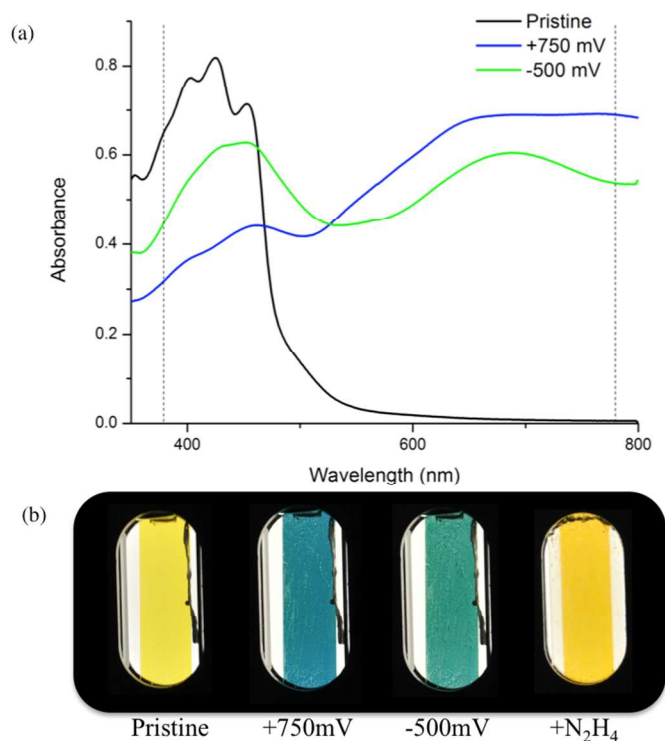 (a)
Pristine
+750 mV
-500 mV
0.8
0.6
0.4
0.2
0.0
Absorbance
400
600
800
Wavelength (nm)
(b)
Pristine
+750mV
-500mV
+N₂H₄